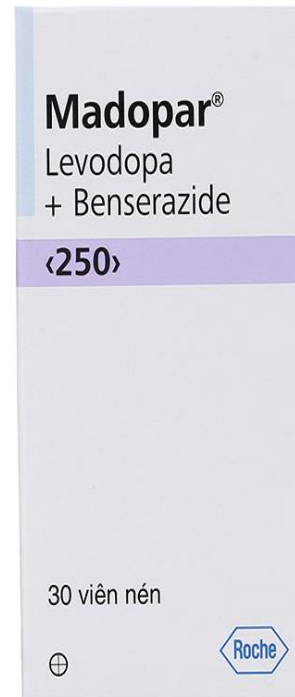 Madopar®
Levodopa
+ Benserazide
‹250›
30 viên nén
Roche